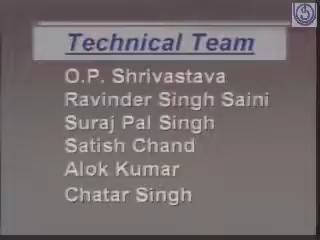 Technical Team
O.P. Shrivastava
Ravinder Singh Saini
Suraj Pal Singh
Satish Chand
Alok Kumar
Chatar Singh